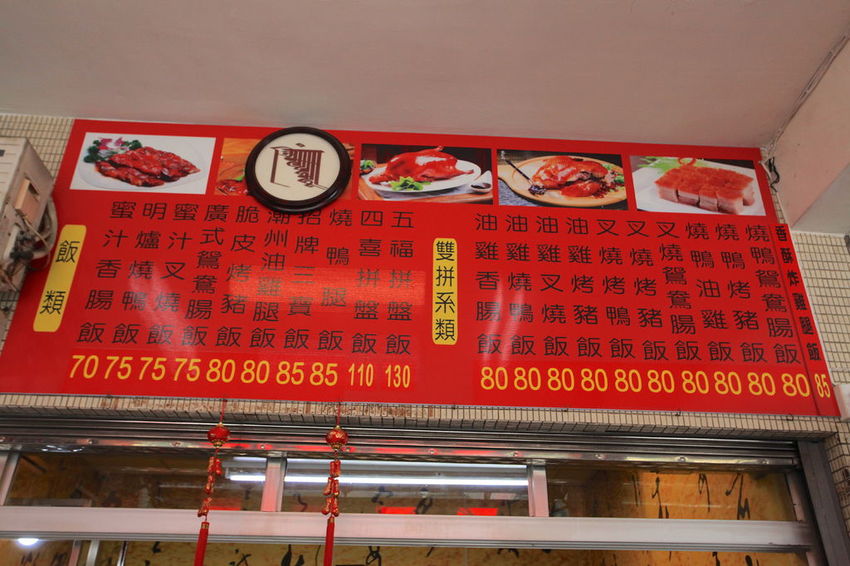 飯類
蜜汁香腸飯
明爐燒鴨飯
蜜汁叉燒飯
廣式鴛鴦腸飯
脆皮烤豬飯
潮州油雞腿飯
招牌三寶飯
燒鴨腿飯
四喜拼盤飯
五福拼盤飯
70 75 75 75 80 80 85 85 110 130
雙拼系類
油雞香腸飯
油雞燒鴨飯
油雞叉燒飯
油雞烤豬飯
叉燒烤鴨飯
叉燒烤豬飯
叉燒鴛鴦腸飯
燒鴨油雞飯
燒鴨烤豬飯
燒鴨鴛鴦腸飯
香酥炸雞腿飯
80 80 80 80 80 80 80 80 80 80 85